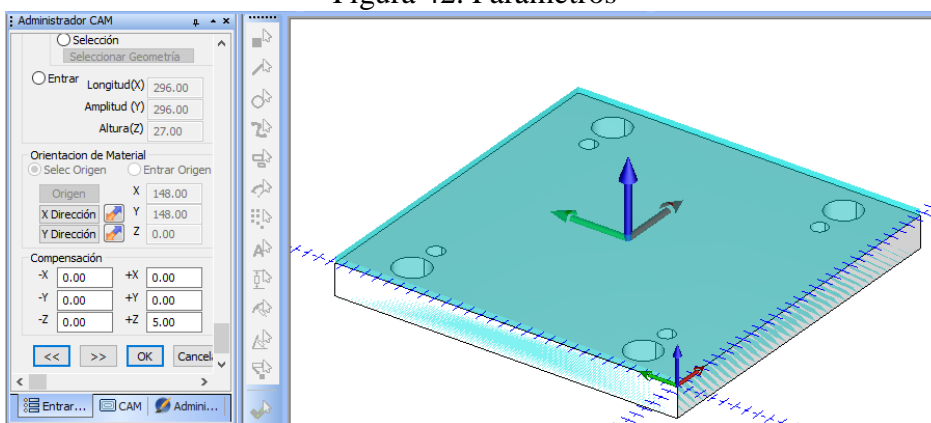 Figura 42. Parámetros
Administrador CAM
Selección
Seleccionar Geometría
Entrar
Longitud(X) 296.00
Amplitud (Y) 296.00
Altura(Z) 27.00
Orientacion de Material
Selec Origen Entrar Origen
Origen X 148.00
X Dirección Y 148.00
Y Dirección Z 0.00
Compensación
-X 0.00 +X 0.00
-Y 0.00 +Y 0.00
-Z 0.00 +Z 5.00
<< >> OK Cancela
Entrar... CAM Admini...